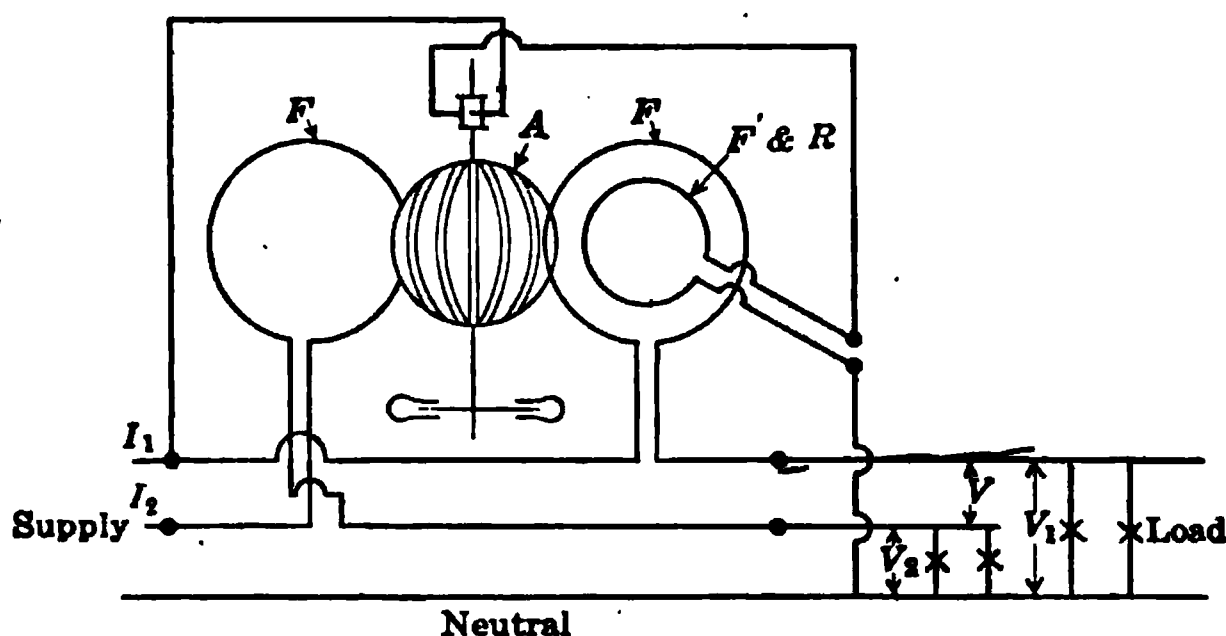 F
A
F
F' & R
I₁
I₂
Supply
V
V₁
V₂
Load
Neutral